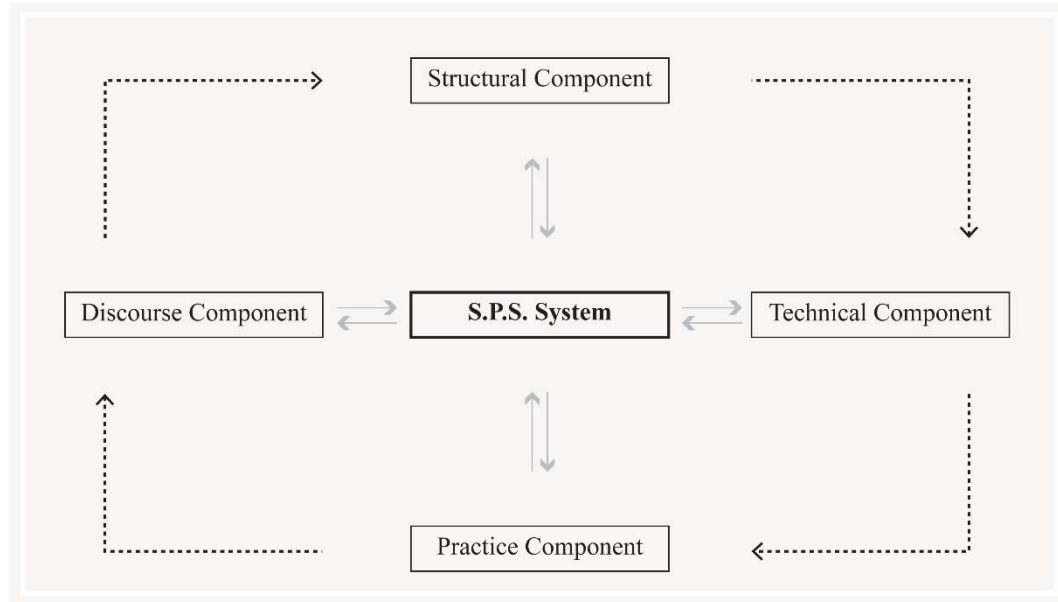 Structural Component
Discourse Component
S.P.S. System
Technical Component
Practice Component